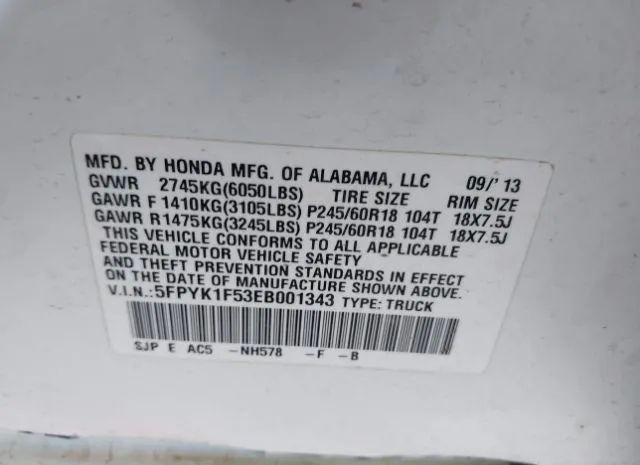 MFD. BY HONDA MFG. OF ALABAMA, LLC 09/' 13
GVWR 2745KG(6050LBS) TIRE SIZE RIM SIZE
GAWR F 1410KG(3105LBS) P245/60R18 104T 18X7.5J
GAWR R1475KG(3245LBS) P245/60R18 104T 18X7.5J
THIS VEHICLE CONFORMS TO ALL APPLICABLE
FEDERAL MOTOR VEHICLE SAFETY
AND THEFT PREVENTION STANDARDS IN EFFECT
ON THE DATE OF MANUFACTURE SHOWN ABOVE.
V.I.N.:5FPYK1F53EB001343 TYPE: TRUCK
SJP E AC5 -NH578 -F -B